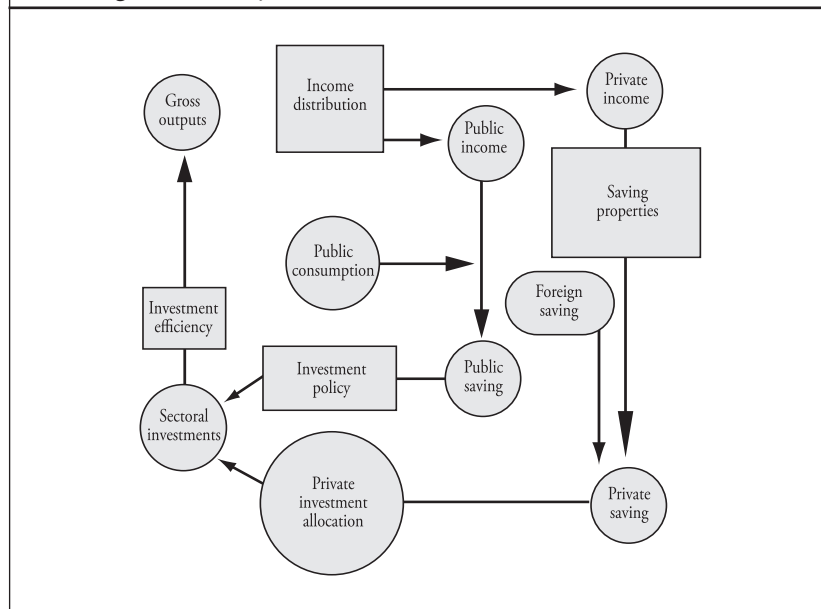 Income
distribution
Private
income
Gross
outputs
Public
income
Saving
properties
Public
consumption
Foreign
saving
Investment
efficiency
Investment
policy
Public
saving
Sectoral
investments
Private
investment
allocation
Private
saving